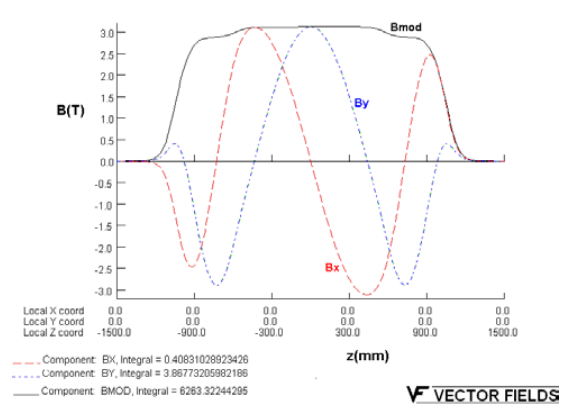 3.0
2.5
2.0
1.5
1.0
0.5
0.0
-0.5
-1.0
-1.5
-2.0
-2.5
-3.0
B(T)
Bmod
By
Bx
Local X coord 0.0 0.0 0.0 0.0 0.0 0.0
Local Y coord 0.0 0.0 0.0 0.0 0.0 0.0
Local Z coord -1500.0 -900.0 -300.0 300.0 900.0 1500.0
z(mm)
Component: BX, Integral = 0.40831028923426
Component: BY, Integral = 3.86773205982186
Component: BMOD, Integral = 6263.32244295
VF VECTOR FIELDS